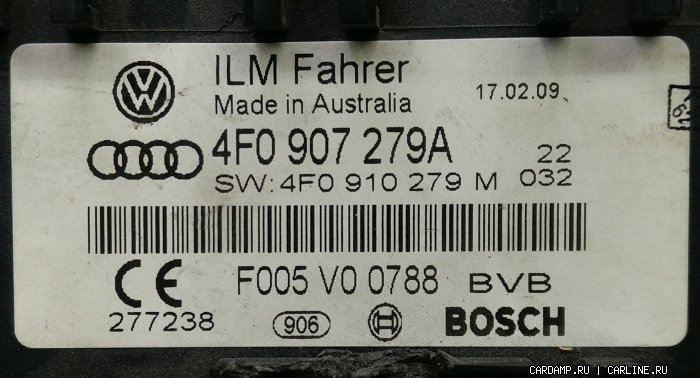 ILM Fahrer
Made in Australia
17.02.09.
4F0 907 279A
22
SW: 4F0 910 279 M
032
F005 V0 0788
BVB
CE
277238
906
BOSCH
CARDAMP.RU | CARLINE.RU